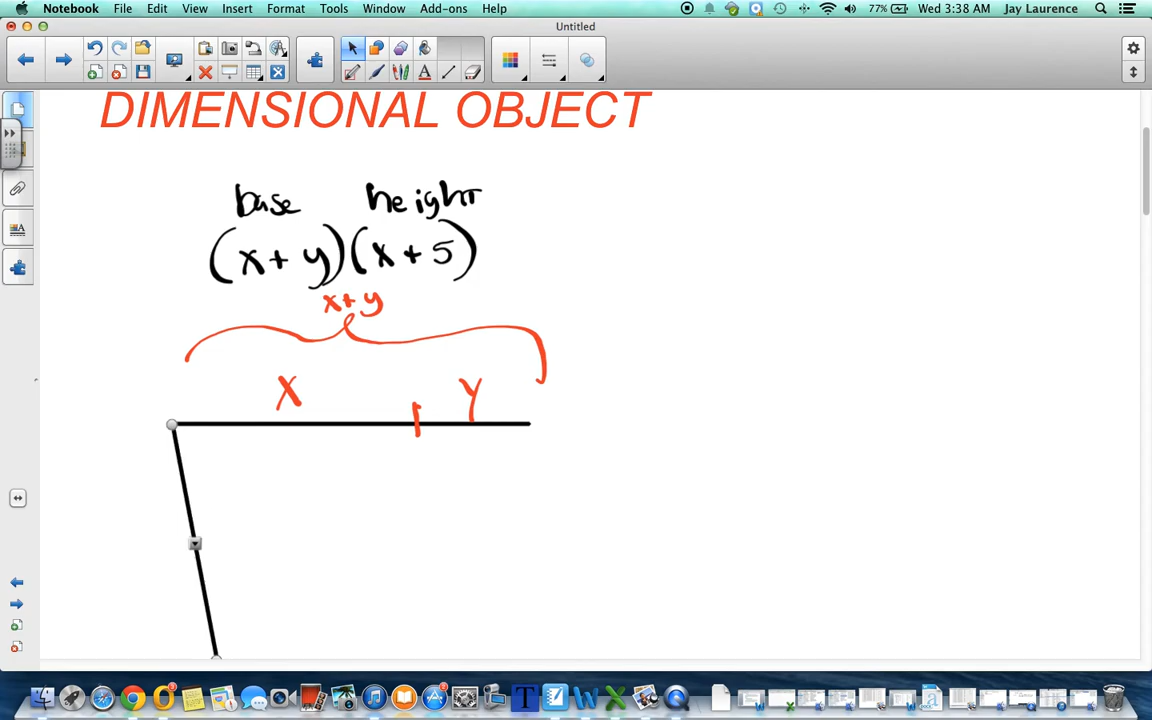 Notebook File Edit View Insert Format Tools Window Add-ons Help 77% Wed 3:38 AM Jay Laurence
Untitled
DIMENSIONAL OBJECT
base height
(x+y)(x+5)
x+y
X Y